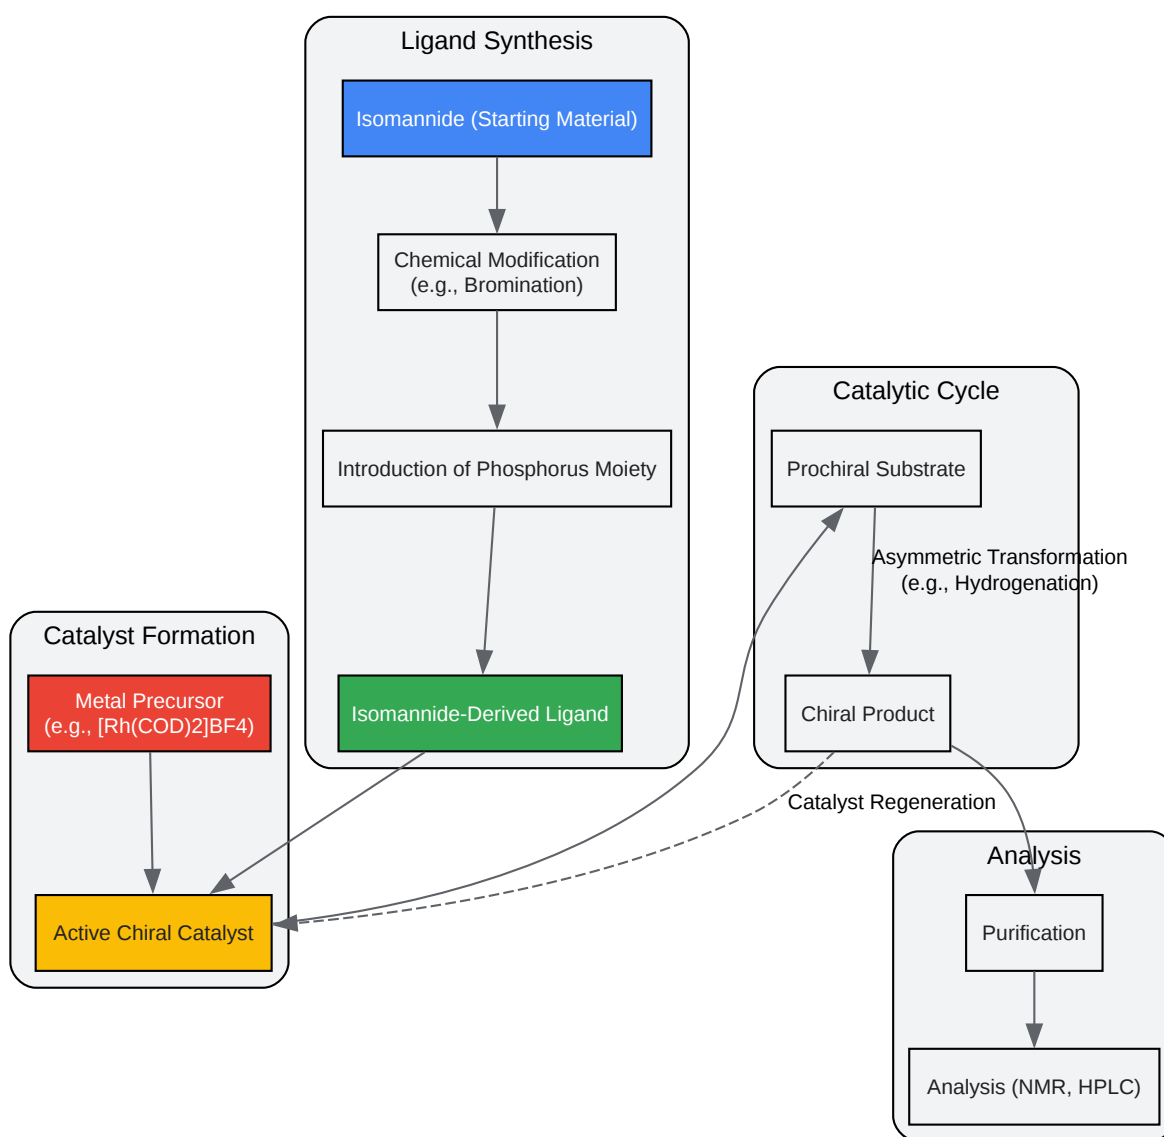 Ligand Synthesis
Isomannide (Starting Material)
Chemical Modification
(e.g., Bromination)
Introduction of Phosphorus Moiety
Isomannide-Derived Ligand
Catalyst Formation
Metal Precursor
(e.g., [Rh(COD)2]BF4)
Active Chiral Catalyst
Catalytic Cycle
Prochiral Substrate
Asymmetric Transformation
(e.g., Hydrogenation)
Chiral Product
Catalyst Regeneration
Analysis
Purification
Analysis (NMR, HPLC)